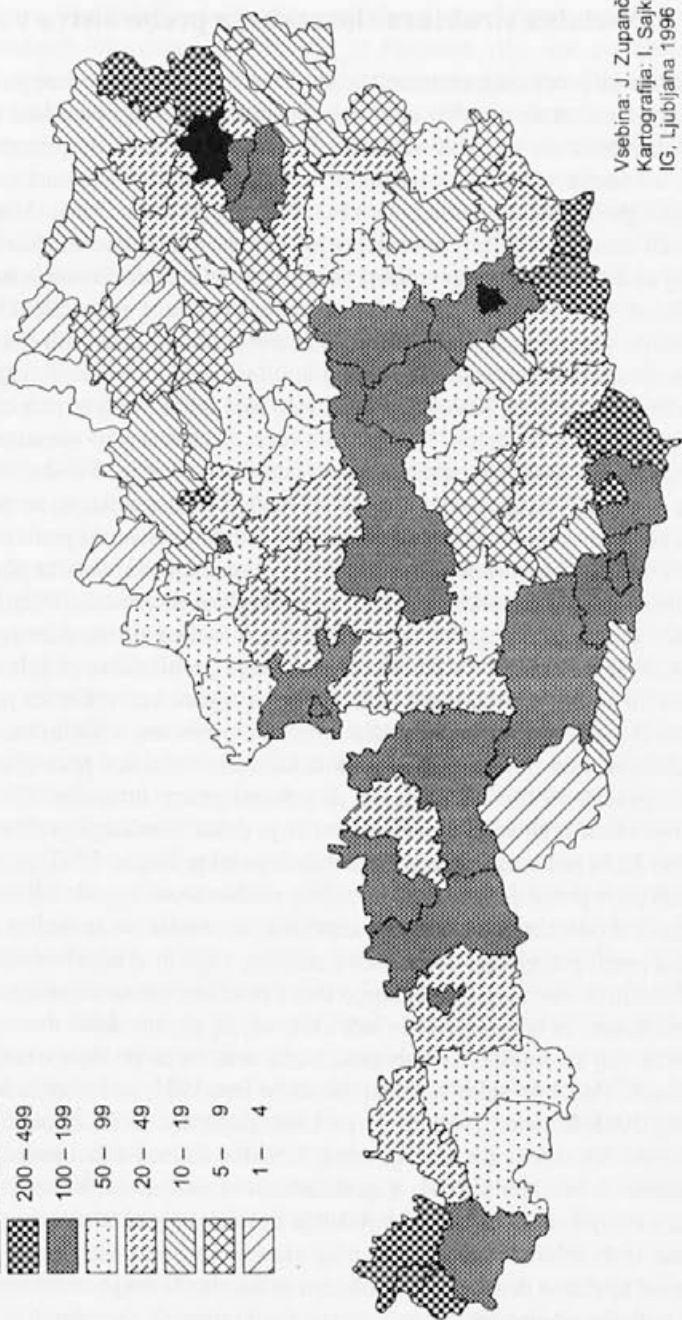 200 - 499
100 - 199
50 - 99
20 - 49
10 - 19
5 - 9
1 - 4
Vsebina: J. Zupanč
Kartografija: I. Sajk
IG, Ljubljana 1996